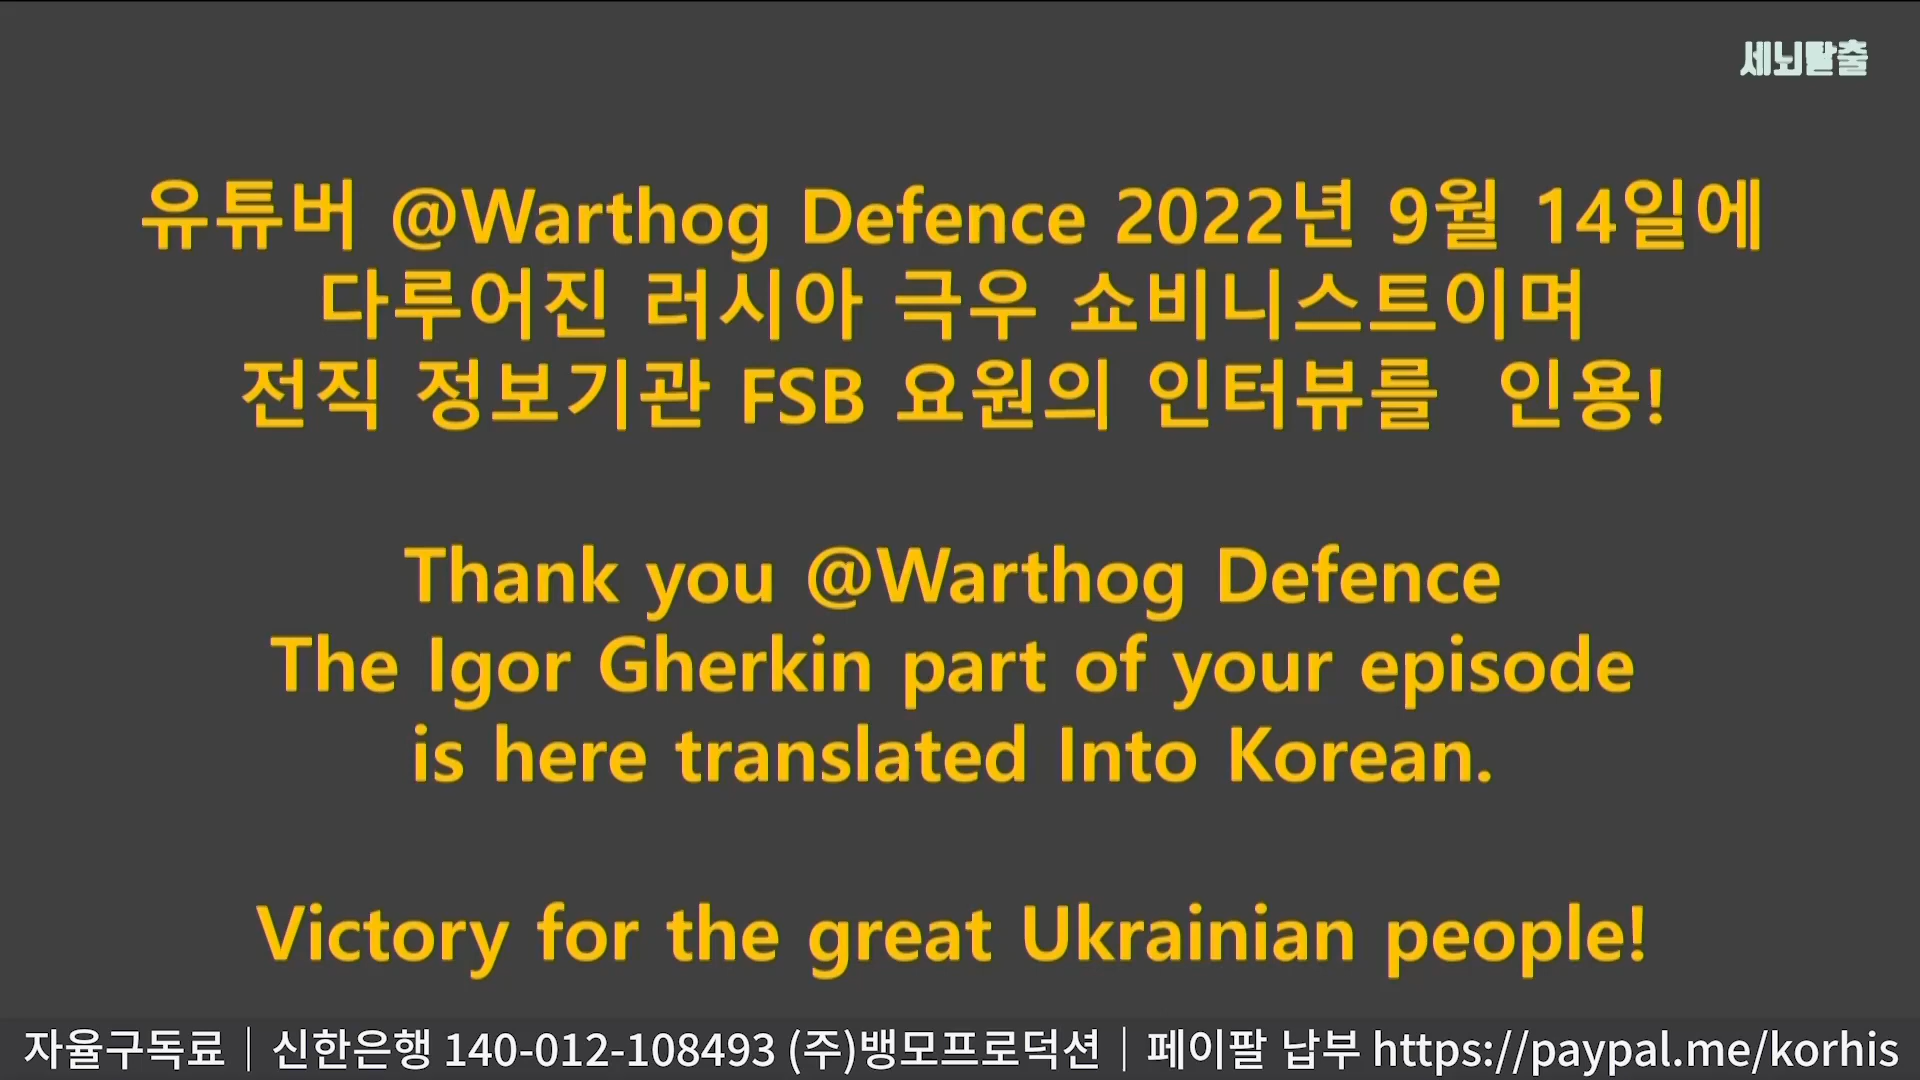 세뇌탈출
유튜버 @Warthog Defence 2022년 9월 14일에
다루어진 러시아 극우 쇼비니스트이며
전직 정보기관 FSB 요원의 인터뷰를 인용!
Thank you @Warthog Defence
The Igor Gherkin part of your episode
is here translated Into Korean.
Victory for the great Ukrainian people!
자율구독료 | 신한은행 140-012-108493 (주)뱅모프로덕션 | 페이팔 납부 https://paypal.me/korhis